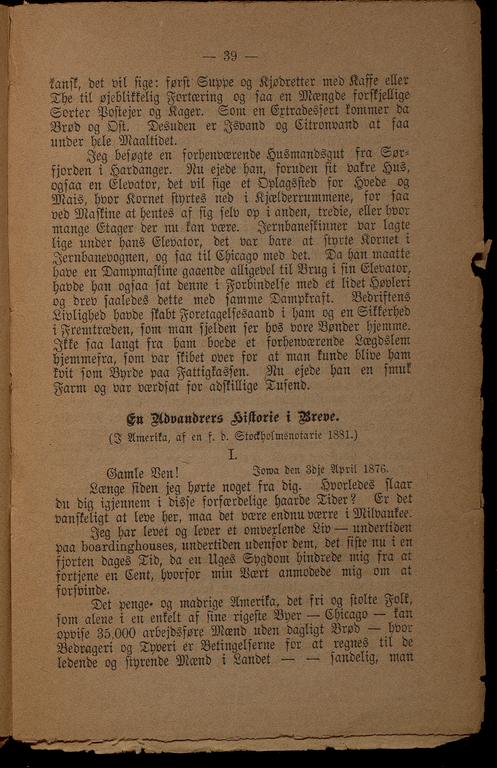 — 39 —
kansk, det vil sige: først Suppe og Kjødretter med Kaffe eller
The til øjeblikkelig Fortæring og saa en Mængde forskjellige
Sorter Postejer og Kager. Som en Extradessert kommer da
Brød og Ost. Desuden er Isvand og Citronvand at faa
under hele Maaltidet.
Jeg besøgte en forhenværende Husmandsgut fra Sør-
fjorden i Hardanger. Nu ejede han, foruden sit vakre Hus,
ogsaa en Elevator, det vil sige et Oplagssted for Hvede og
Mais, hvor Kornet styrtes ned i Kjælderrummene, for saa
ved Maskine at hentes af sig selv op i anden, tredie, eller hvor
mange Etager der nu kan være. Jernbaneskinner var lagte
lige under hans Elevator, det var bare at styrte Kornet i
Jernbanevognen, og saa til Chicago med det. Da han maatte
have en Dampmaskine gaaende alligevel til Brug i sin Elevator,
havde han ogsaa sat denne i Forbindelse med et lidet Høvleri
og drev saaledes dette med samme Dampkraft. Bedriftens
Livlighed havde skabt Foretagelsesaand i ham og en Sikkerhed
i Fremtræden, som man sjelden ser hos vore Bønder hjemme.
Ikke saa langt fra ham boede et forhenværende Lægdslem
hjemmefra, som var skibet over for at man kunde blive ham
kvit som Byrde paa Fattigkassen. Nu ejede han en smuk
Farm og var værdsat for adskillige Tusend.
En Udvandrers Historie i Breve.
(I Amerika, af en f. d. Stockholmsnotarie 1881.)
I.
Gamle Ven! Iowa den 3dje April 1876.
Længe siden jeg hørte noget fra dig. Hvorledes slaar
du dig igjennem i disse forfærdelige haarde Tider? Er det
vanskeligt at leve her, maa det være endnu værre i Milvaukee.
Jeg har levet og lever et omvexlende Liv — undertiden
paa boardinghouses, undertiden udenfor dem, det siste nu i en
fjorten dages Tid, da en Uges Sygdom hindrede mig fra at
fortjene en Cent, hvorfor min Vært anmodede mig om at
forsvinde.
Det penge- og madrige Amerika, det fri og stolte Folk,
som alene i en enkelt af sine rigeste Byer — Chicago — kan
opvise 35,000 arbejdsføre Mænd uden dagligt Brød — hvor
Bedrageri og Tyveri er Betingelserne for at regnes til de
ledende og styrende Mænd i Landet — — sandelig, man